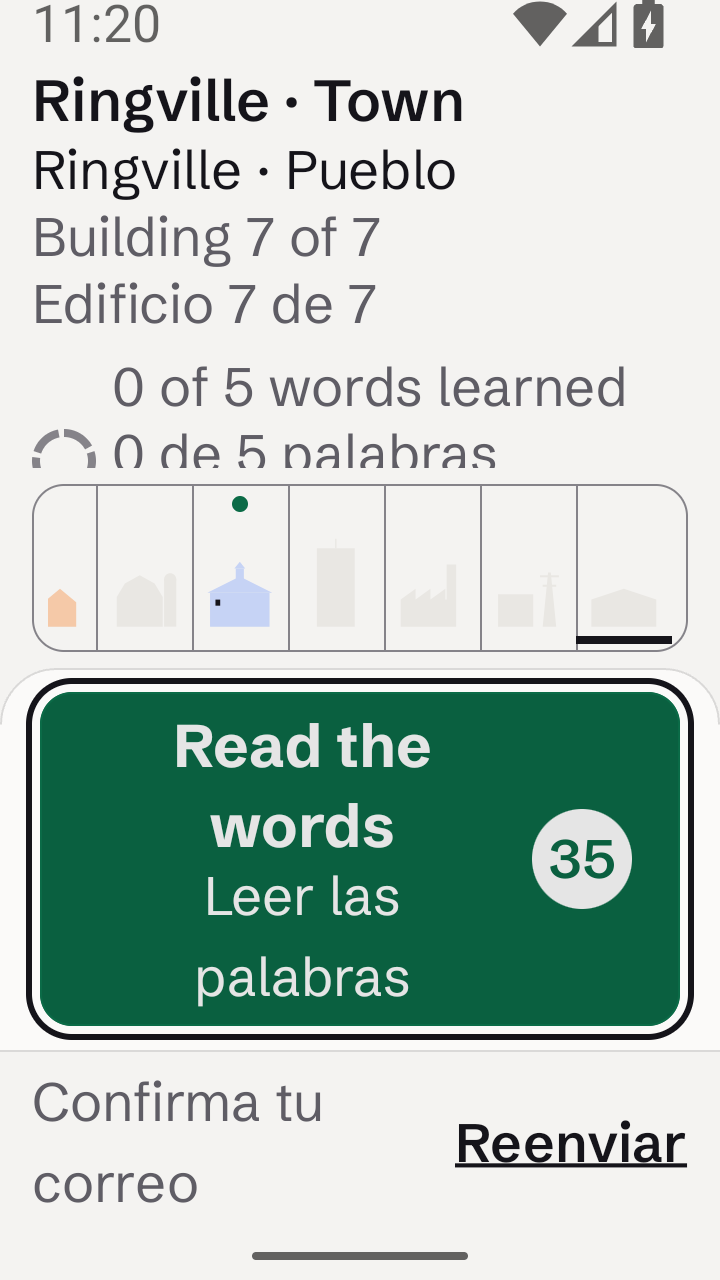 11:20
Ringville · Town
Ringville · Pueblo
Building 7 of 7
Edificio 7 de 7
0 of 5 words learned
0 de 5 palabras
Read the
words
Leer las
palabras
35
Confirma tu
correo
Reenviar